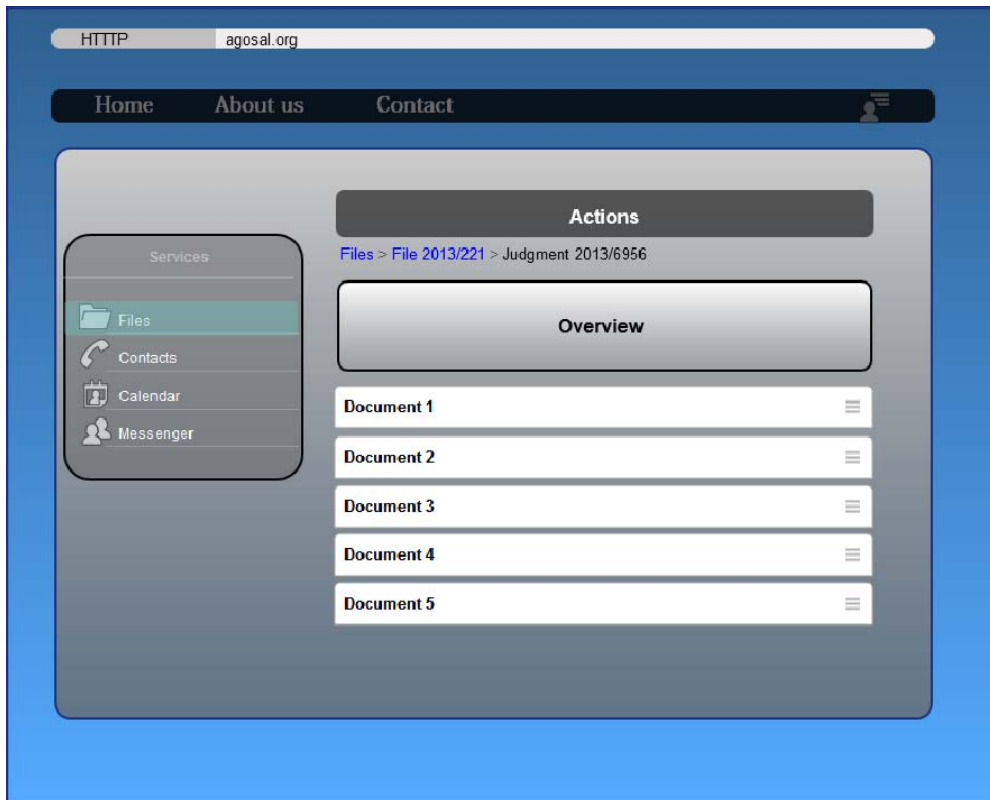 HTTTP agosal.org
Home About us Contact
Services
Files
Contacts
Calendar
Messenger
Actions
Files > File 2013/221 > Judgment 2013/6956
Overview
Document 1
Document 2
Document 3
Document 4
Document 5